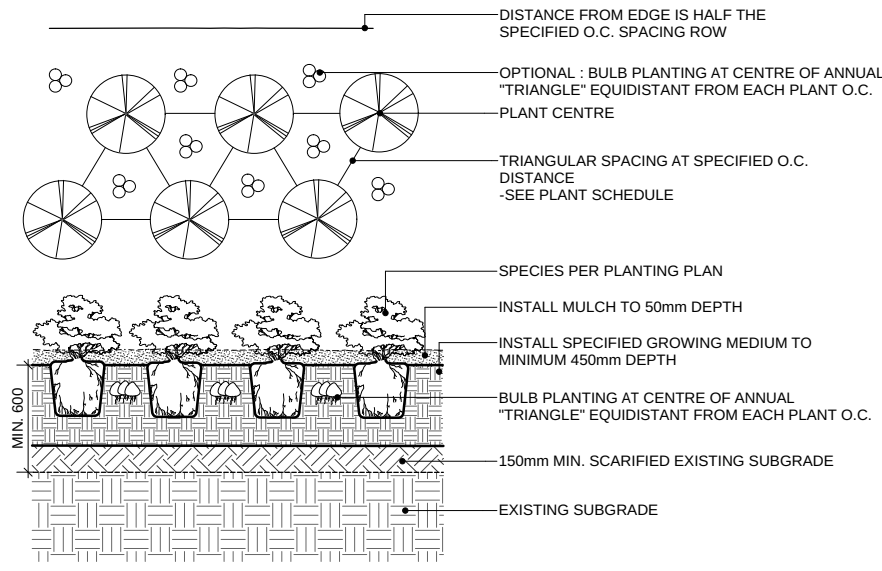 DISTANCE FROM EDGE IS HALF THE
SPECIFIED O.C. SPACING ROW
OPTIONAL : BULB PLANTING AT CENTRE OF ANNUAL
"TRIANGLE" EQUIDISTANT FROM EACH PLANT O.C.
PLANT CENTRE
TRIANGULAR SPACING AT SPECIFIED O.C.
DISTANCE
-SEE PLANT SCHEDULE
SPECIES PER PLANTING PLAN
INSTALL MULCH TO 50mm DEPTH
INSTALL SPECIFIED GROWING MEDIUM TO
MINIMUM 450mm DEPTH
BULB PLANTING AT CENTRE OF ANNUAL
"TRIANGLE" EQUIDISTANT FROM EACH PLANT O.C.
MIN. 600
150mm MIN. SCARIFIED EXISTING SUBGRADE
EXISTING SUBGRADE